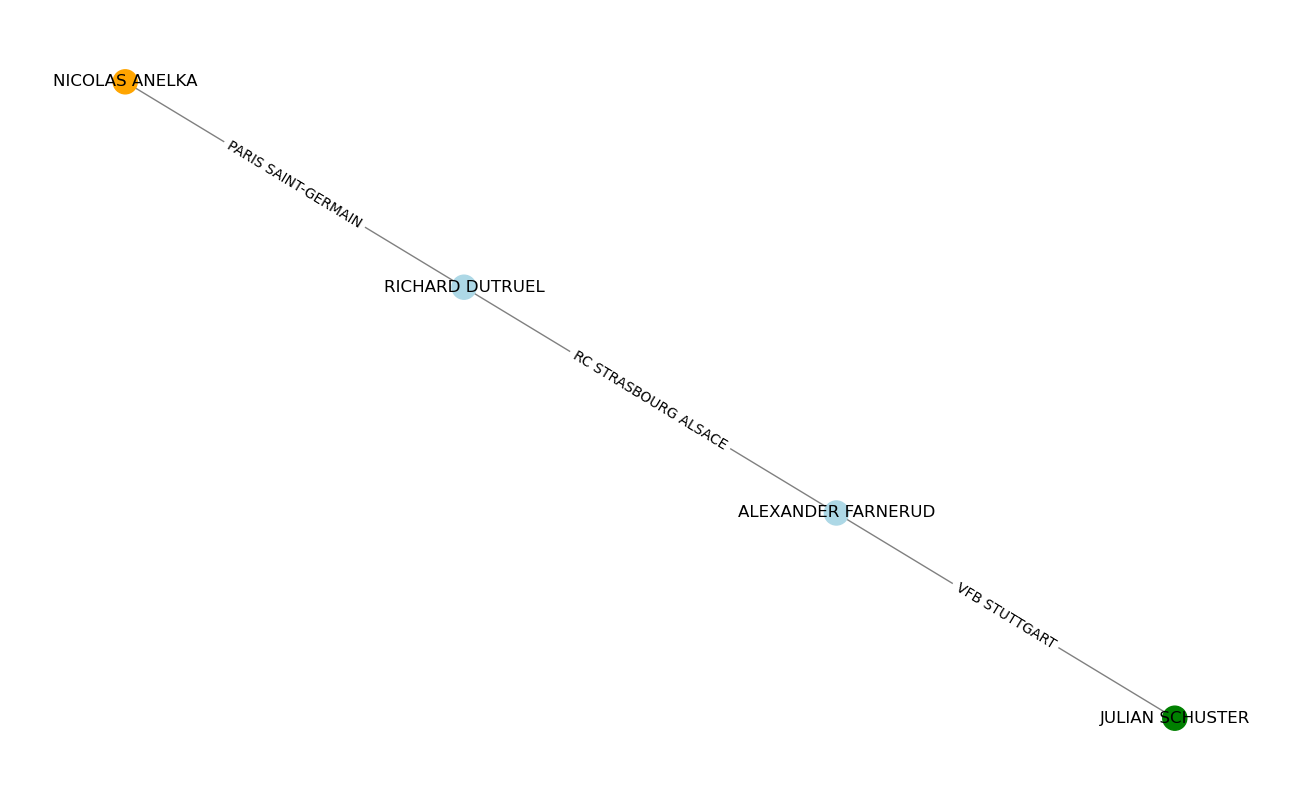 NICOLAS ANELKA
PARIS SAINT-GERMAIN
RICHARD DUTRUEL
RC STRASBOURG ALSACE
ALEXANDER FARNERUD
VFB STUTTGART
JULIAN SCHUSTER